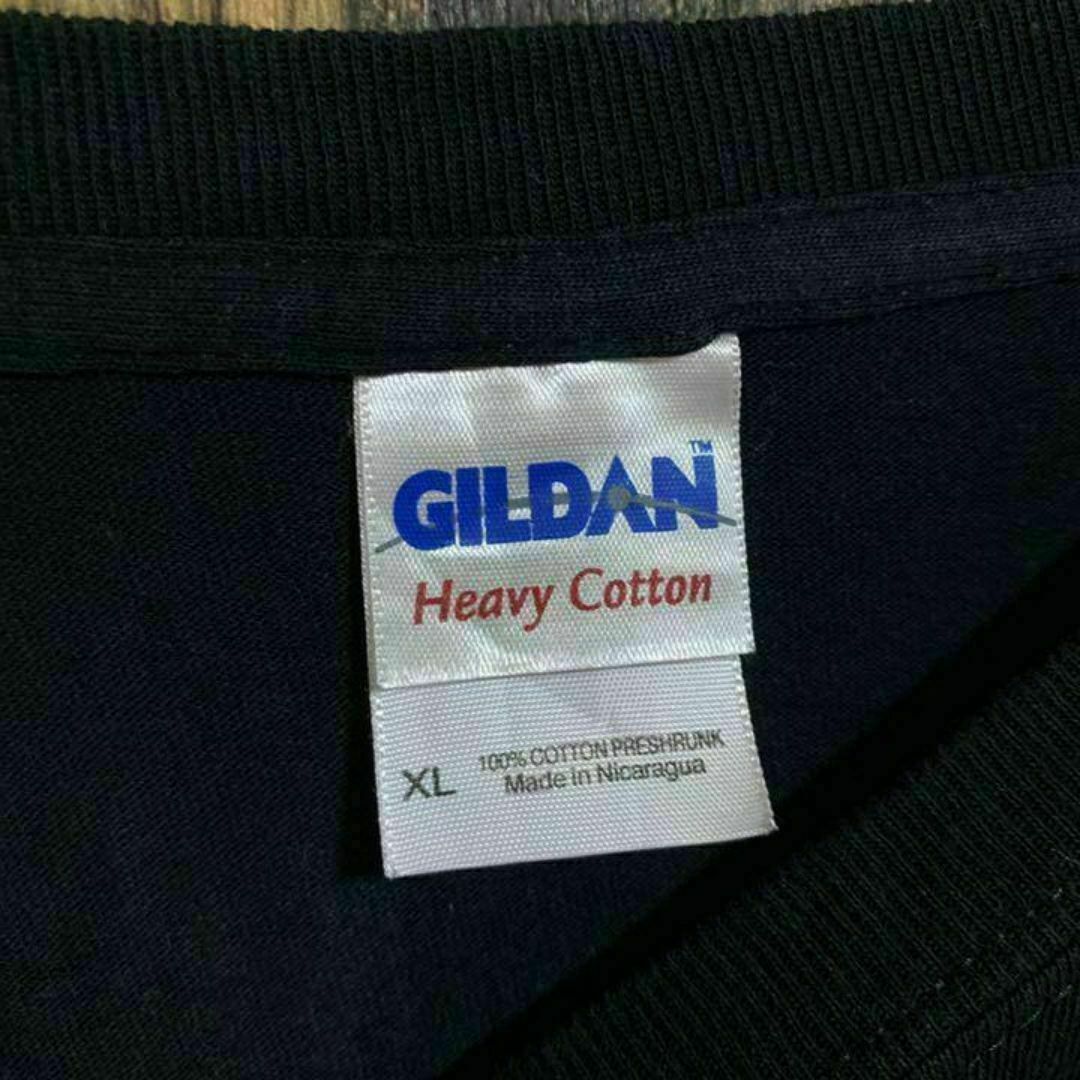 GILDAN™
Heavy Cotton
XL
100% COTTON PRESHRUNK
Made in Nicaragua